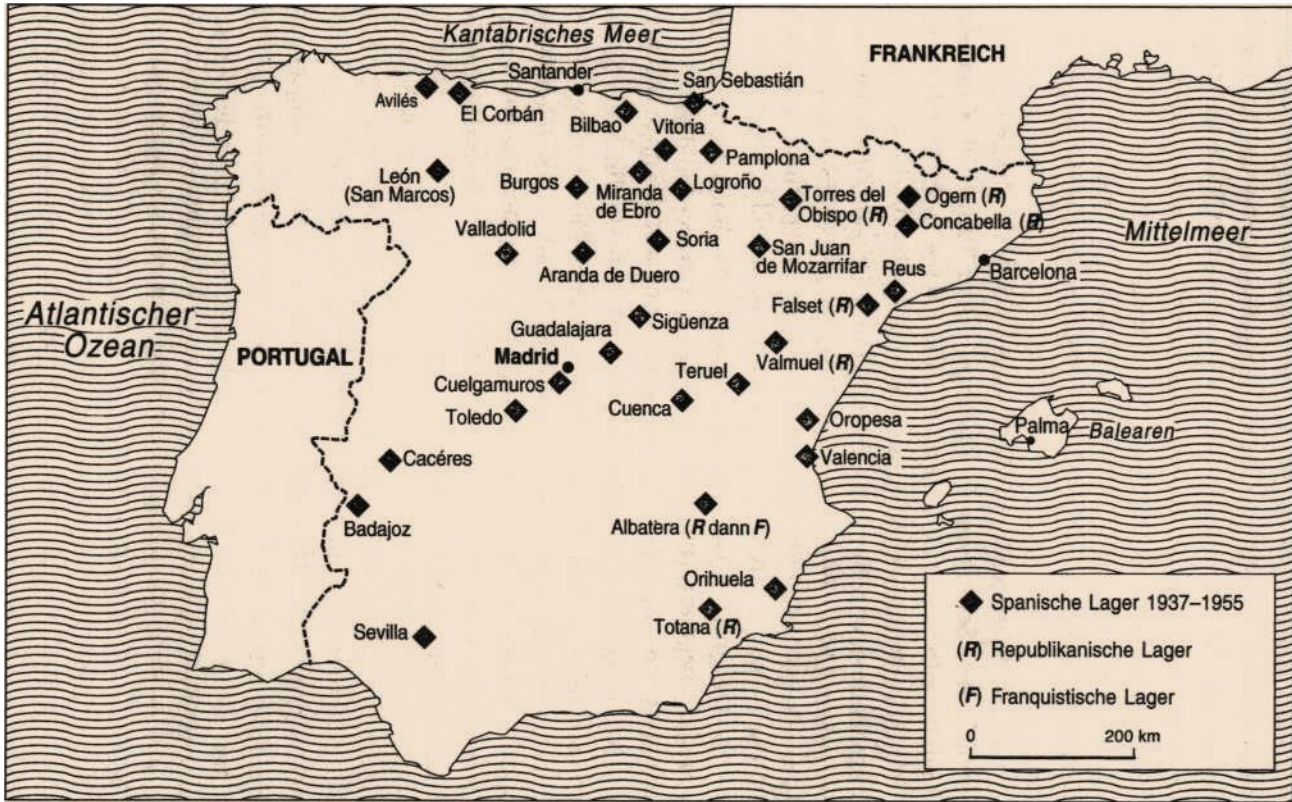 Kantabrisches Meer
FRANKREICH
Santander
San Sebastián
Avilés
El Corbán
Bilbao
Vitoria
Pamplona
León
(San Marcos)
Burgos
Miranda
de Ebro
Logroño
Torres del
Obispo (R)
Ogern (R)
Concabella (R)
Mittelmeer
Valladolid
Soria
Aranda de Duero
San Juan
de Mozarrifar
Reus
Barcelona
Atlantischer
Ozean
PORTUGAL
Falset (R)
Guadalajara
Sigüenza
Madrid
Valmuel (R)
Cuelgamuros
Teruel
Toledo
Cuenca
Oropesa
Palma
Balearen
Cacéres
Valencia
Badajoz
Albatera (R dann F)
Orihuela
Totana (R)
Sevilla
Spanische Lager 1937–1955
(R) Republikanische Lager
(F) Franquistische Lager
0 200 km